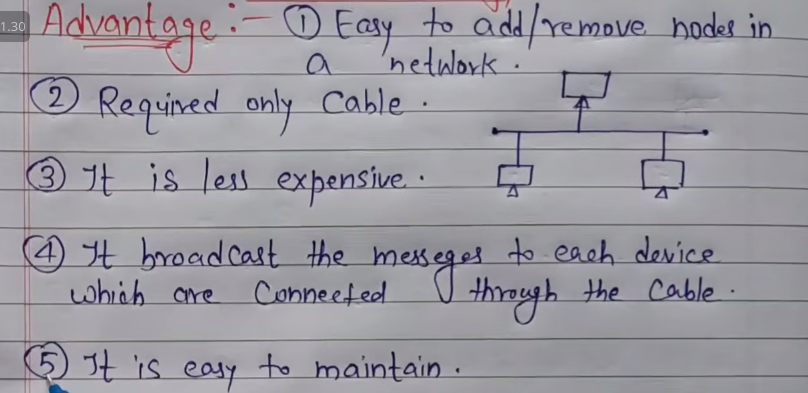 1.30
Advantage :- ① Easy to add/remove nodes in
a network.
② Required only Cable.
③ It is less expensive.
④ It broadcast the messeges to each device
which are Connected through the Cable.
⑤ It is easy to maintain.